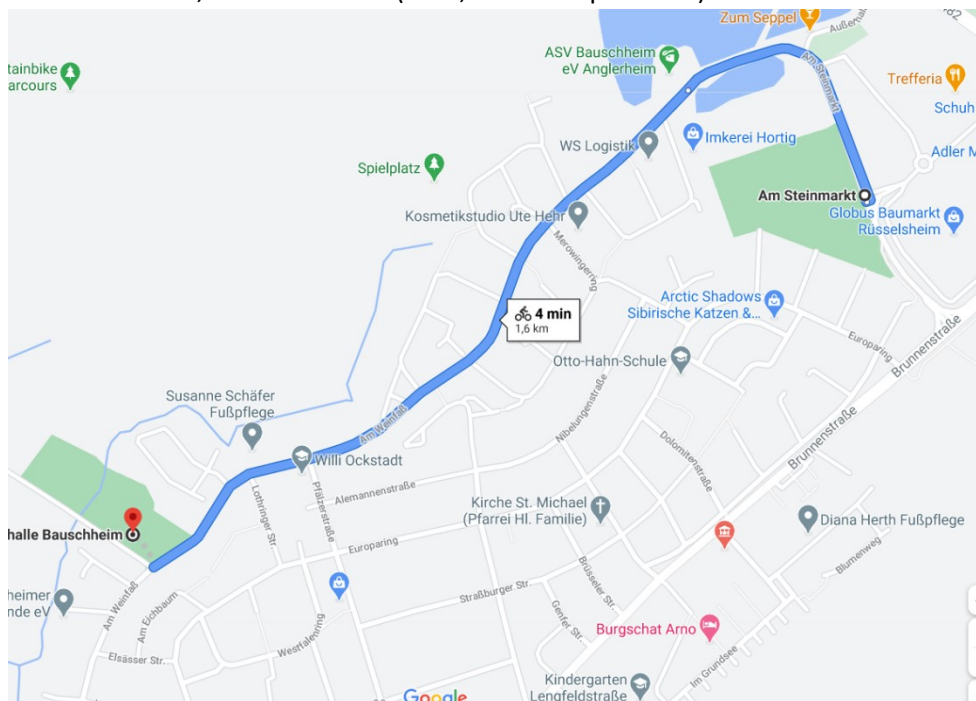 Zum Seppel
ASV Bauschheim
eV Anglerheim
Am Steinmarkt
Trefferia
Schuh
WS Logistik
Imkerei Hortig
Adler M
Spielplatz
Am Steinmarkt
Kosmetikstudio Ute Hehr
Globus Baumarkt
Rüsselsheim
Merowingerring
Arctic Shadows
Sibirische Katzen &...
4 min
1,6 km
Europaring
Brunnenstraße
Otto-Hahn-Schule
Susanne Schäfer
Fußpflege
Nibelungenstraße
Am Weinfaß
Dolomitenstraße
Brunnenstraße
Willi Ockstadt
Lothringer Str.
Pfälzerstraße
Alemannenstraße
Kirche St. Michael
(Pfarrei Hl. Familie)
Diana Herth Fußpflege
halle Bauschheim
Europaring
Blumenweg
heimer
nde eV
Am Weinfaß
Am Eichbaum
Straßburger Str.
Brüsseler Str.
Genfer Str.
Westfalenring
Elsässer Str.
Burgschat Arno
Im Grundsee
Kindergarten
Lengfeldstraße
Google